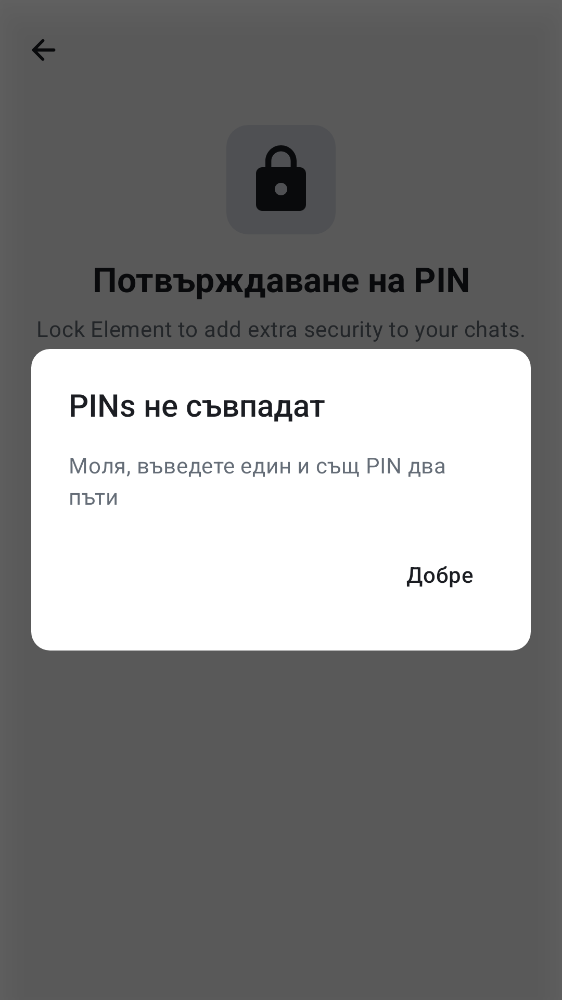 Потвърждаване на PIN
Lock Element to add extra security to your chats.
PINs не съвпадат
Моля, въведете един и същ PIN два
пъти
Добре